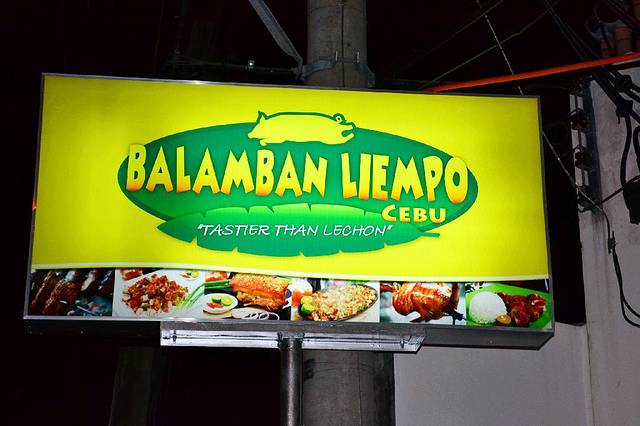 BALAMBAN LIEMPO
CEBU
"TASTIER THAN LECHON"